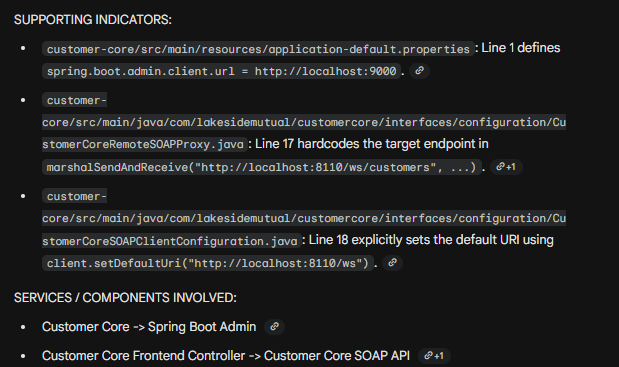 SUPPORTING INDICATORS:
• customer-core/src/main/resources/application-default.properties : Line 1 defines
spring.boot.admin.client.url = http://localhost:9000 .
• customer-
core/src/main/java/com/lakesidemutual/customercore/interfaces/configuration/Cu
stomerCoreRemoteSOAPProxy.java : Line 17 hardcodes the target endpoint in
marshalSendAndReceive("http://localhost:8110/ws/customers", ...) . +1
• customer-
core/src/main/java/com/lakesidemutual/customercore/interfaces/configuration/Cu
stomerCoreSOAPClientConfiguration.java : Line 18 explicitly sets the default URI using
client.setDefaultUri("http://localhost:8110/ws") .
SERVICES / COMPONENTS INVOLVED:
• Customer Core -> Spring Boot Admin
• Customer Core Frontend Controller -> Customer Core SOAP API +1